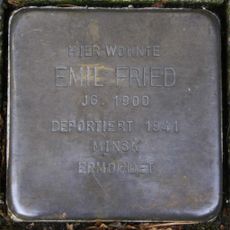 HIER WOHNTE
EMIL FRIED
JG. 1900
DEPORTIERT 1941
MINSK
ERMORDET